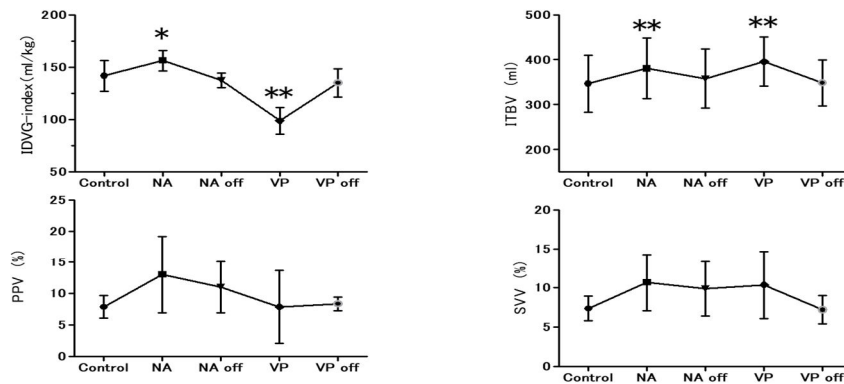 200
150
100
50
IDVG-index(ml/kg)
*
**
Control NA NA off VP VP off
500
400
300
200
ITBV (ml)
**
**
Control NA NA off VP VP off
25
20
15
10
5
0
PPV (%)
Control NA NA off VP VP off
20
15
10
5
0
SVV (%)
Control NA NA off VP VP off